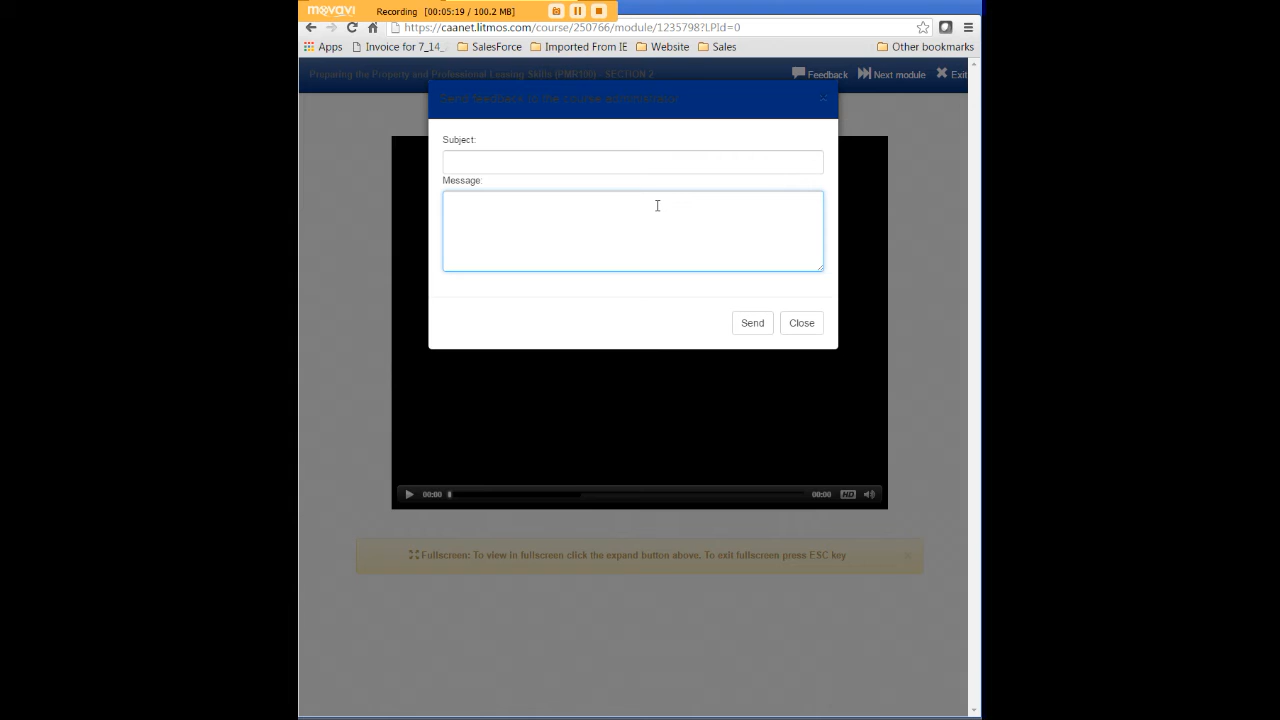 movavi Recording [00:05:19 / 100.2 MB]
https://caanet.litmos.com/course/250766/module/1235798?LPId=0
Apps Invoice for 7_14_ SalesForce Imported From IE Website Sales Other bookmarks
Preparing the Property and Professional Leasing Skills (PMR100) - SECTION 2 Feedback Next module Exit
Send feedback to the course administrator
Subject:
Message:
Send Close
00:00 00:00 HD
Fullscreen: To view in fullscreen click the expand button above. To exit fullscreen press ESC key